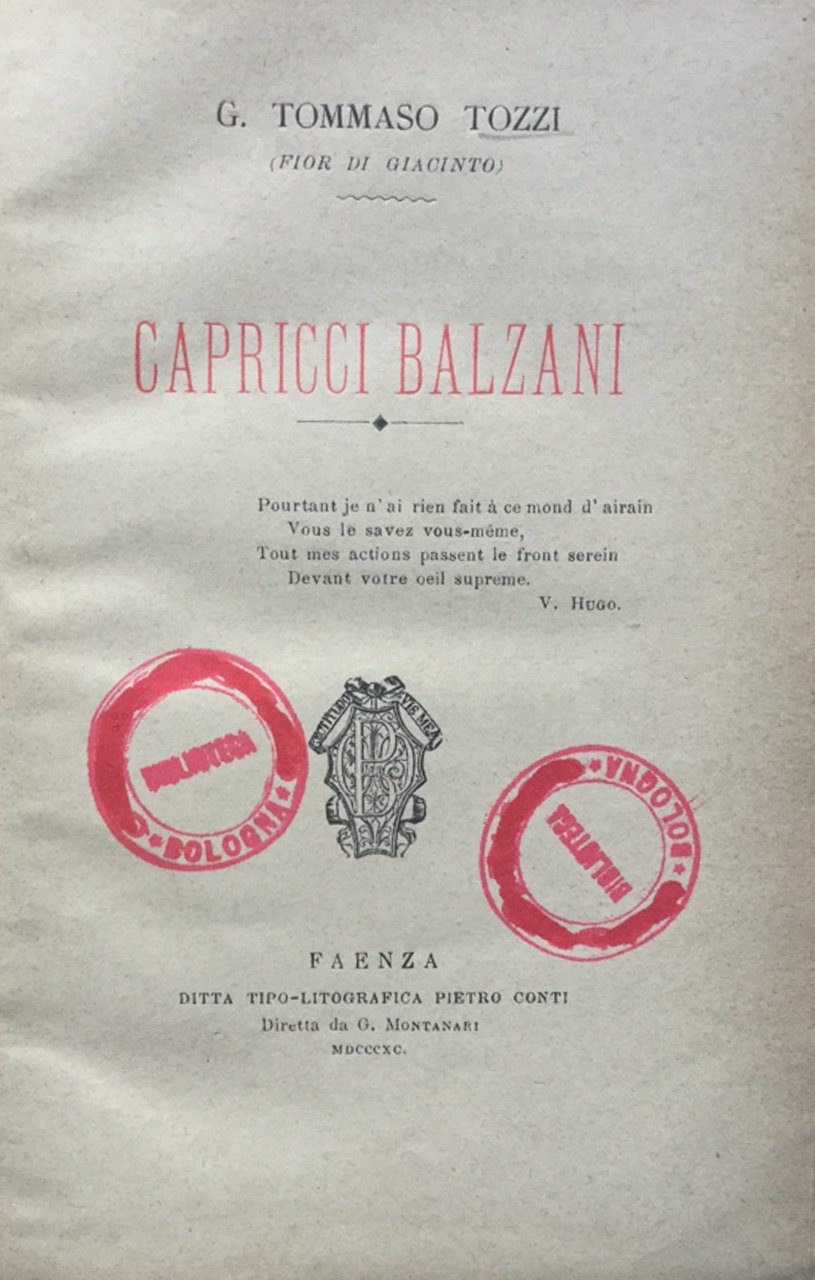 G. TOMMASO TOZZI
(FIOR DI GIACINTO)
CAPRICCI BALZANI
Pourtant je n' ai rien fait à ce mond d' airain
Vous le savez vous-même,
Tout mes actions passent le front serein
Devant votre oeil supreme.
V. HUGO.
VIS MEA
BIBLIOTECA
*BOLOGNA*
BIBLIOTECA
*BOLOGNA*
FAENZA
DITTA TIPO-LITOGRAFICA PIETRO CONTI
Diretta da G. MONTANARI
MDCCCXC.